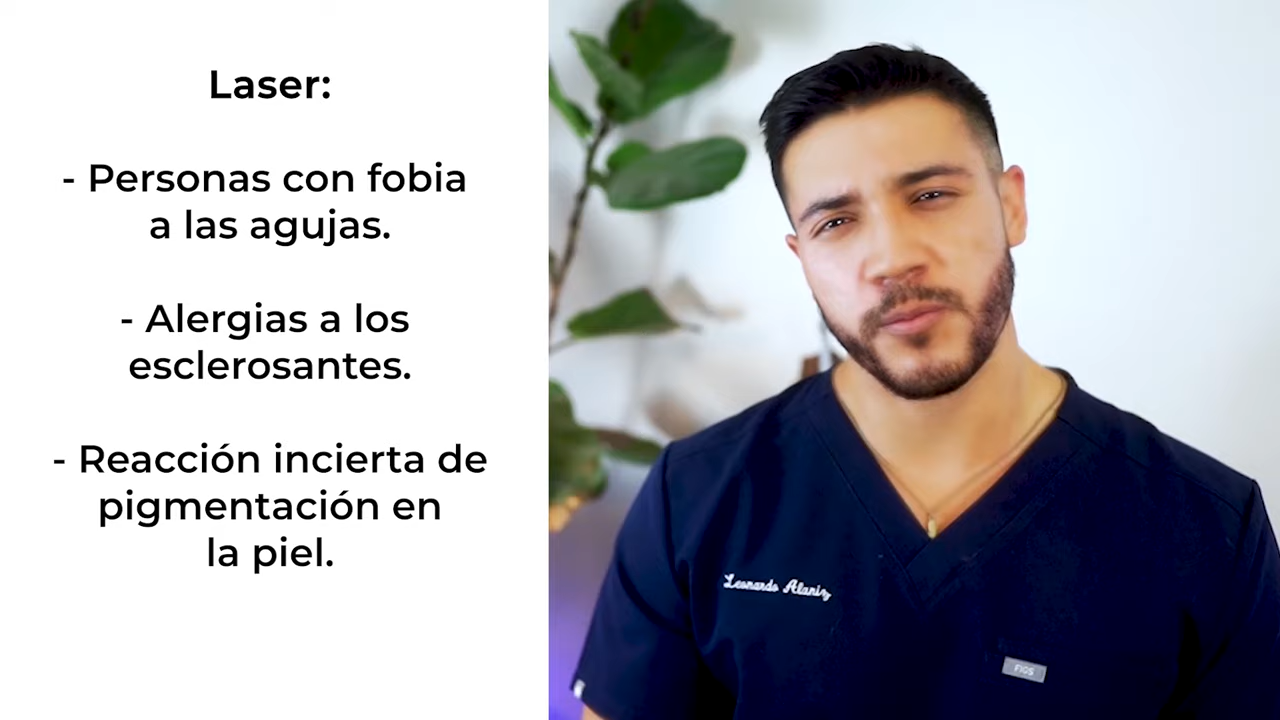 Laser:
- Personas con fobia
a las agujas.
- Alergias a los
esclerosantes.
- Reacción incierta de
pigmentación en
la piel.
Leonardo Alaniz
FIGS